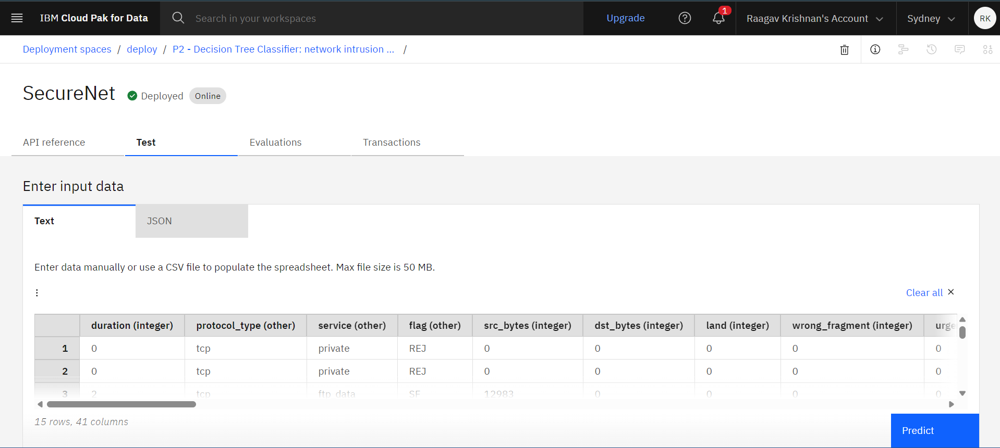 IBM Cloud Pak for Data
Search in your workspaces
Upgrade
1
Raagav Krishnan's Account
Sydney
RK
Deployment spaces / deploy / P2 - Decision Tree Classifier: network intrusion ... /
SecureNet
Deployed
Online
API reference
Test
Evaluations
Transactions
Enter input data
Text
JSON
Enter data manually or use a CSV file to populate the spreadsheet. Max file size is 50 MB.
Clear all ×
duration (integer) protocol_type (other) service (other) flag (other) src_bytes (integer) dst_bytes (integer) land (integer) wrong_fragment (integer) urge
1 0 tcp private REJ 0 0 0 0 0
2 0 tcp private REJ 0 0 0 0 0
3 2 tcp ftp_data SF 12983 0 0 0 0
15 rows, 41 columns
Predict